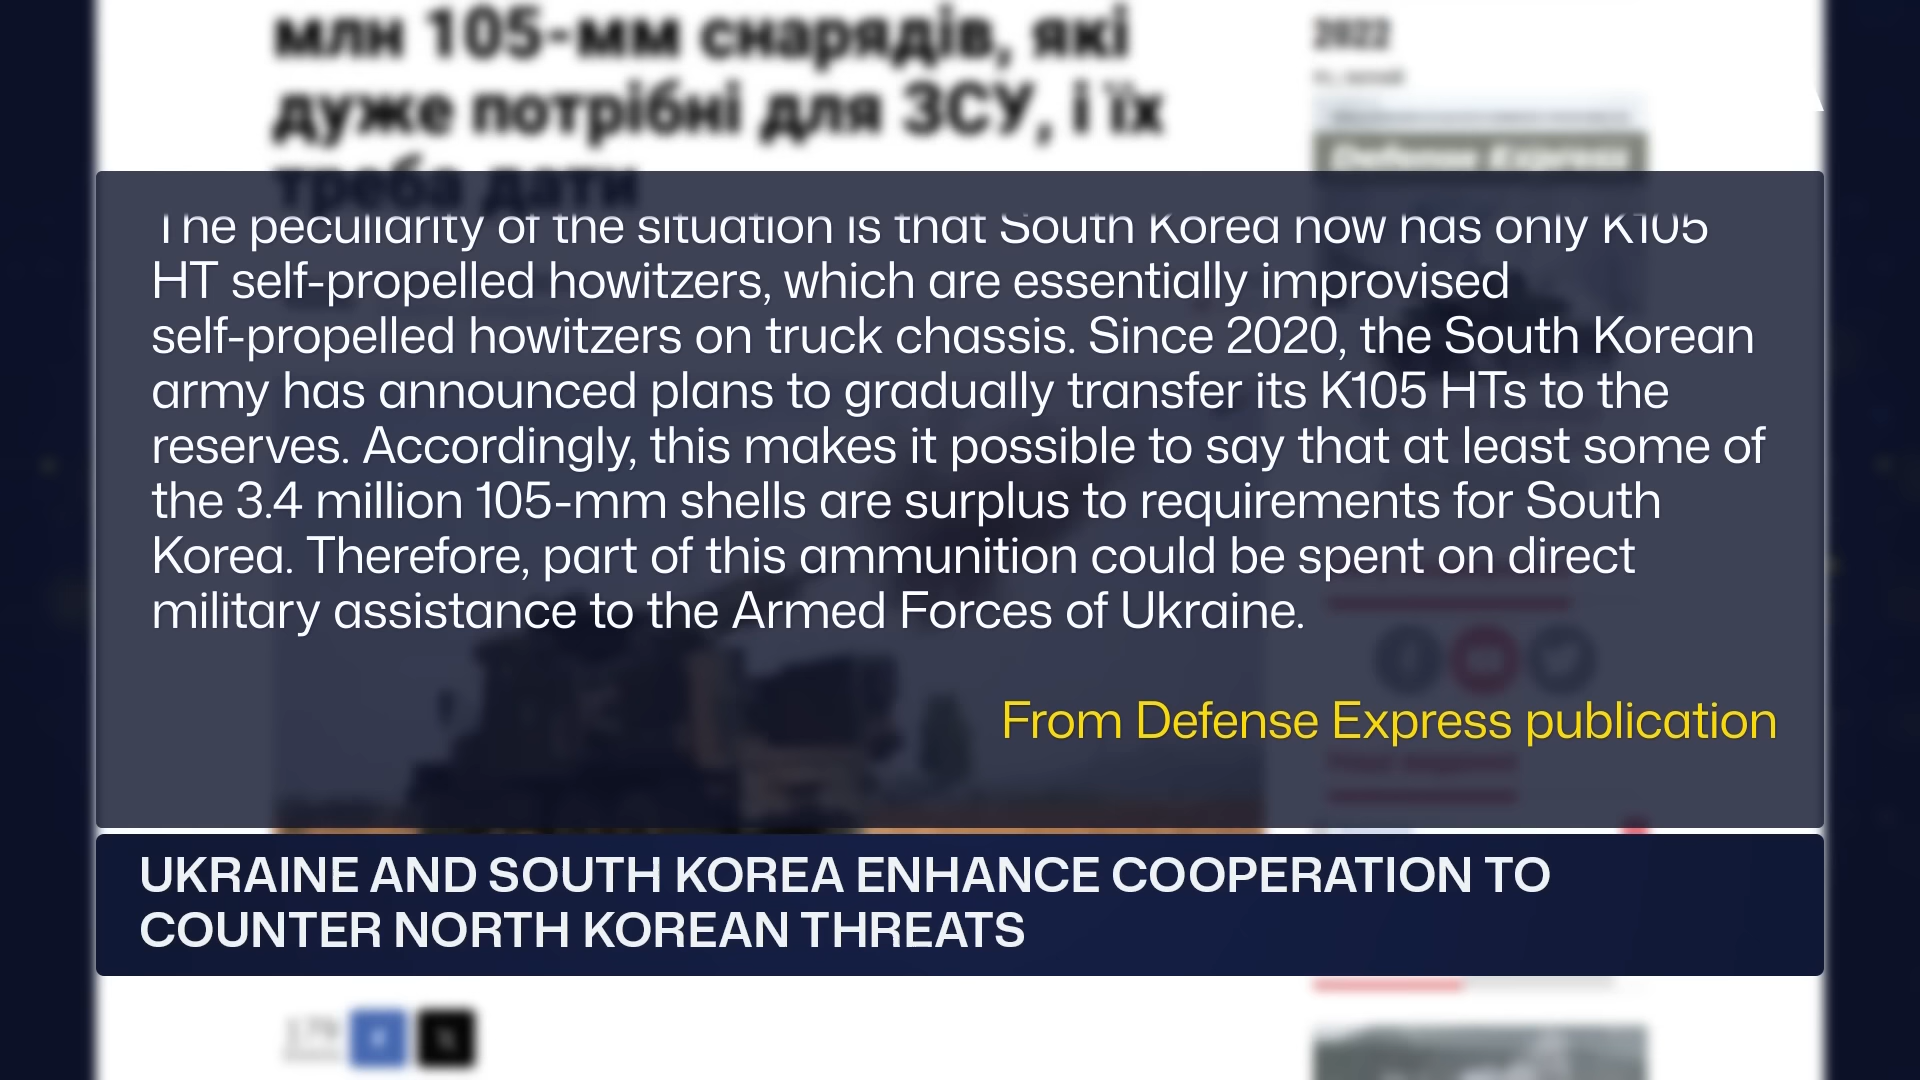 млн 105-мм снарядів, які
дуже потрібні для ЗСУ, і їх
треба дати
2022
Defense Express
The peculiarity of the situation is that South Korea now has only K105
HT self-propelled howitzers, which are essentially improvised
self-propelled howitzers on truck chassis. Since 2020, the South Korean
army has announced plans to gradually transfer its K105 HTs to the
reserves. Accordingly, this makes it possible to say that at least some of
the 3.4 million 105-mm shells are surplus to requirements for South
Korea. Therefore, part of this ammunition could be spent on direct
military assistance to the Armed Forces of Ukraine.
From Defense Express publication
UKRAINE AND SOUTH KOREA ENHANCE COOPERATION TO
COUNTER NORTH KOREAN THREATS